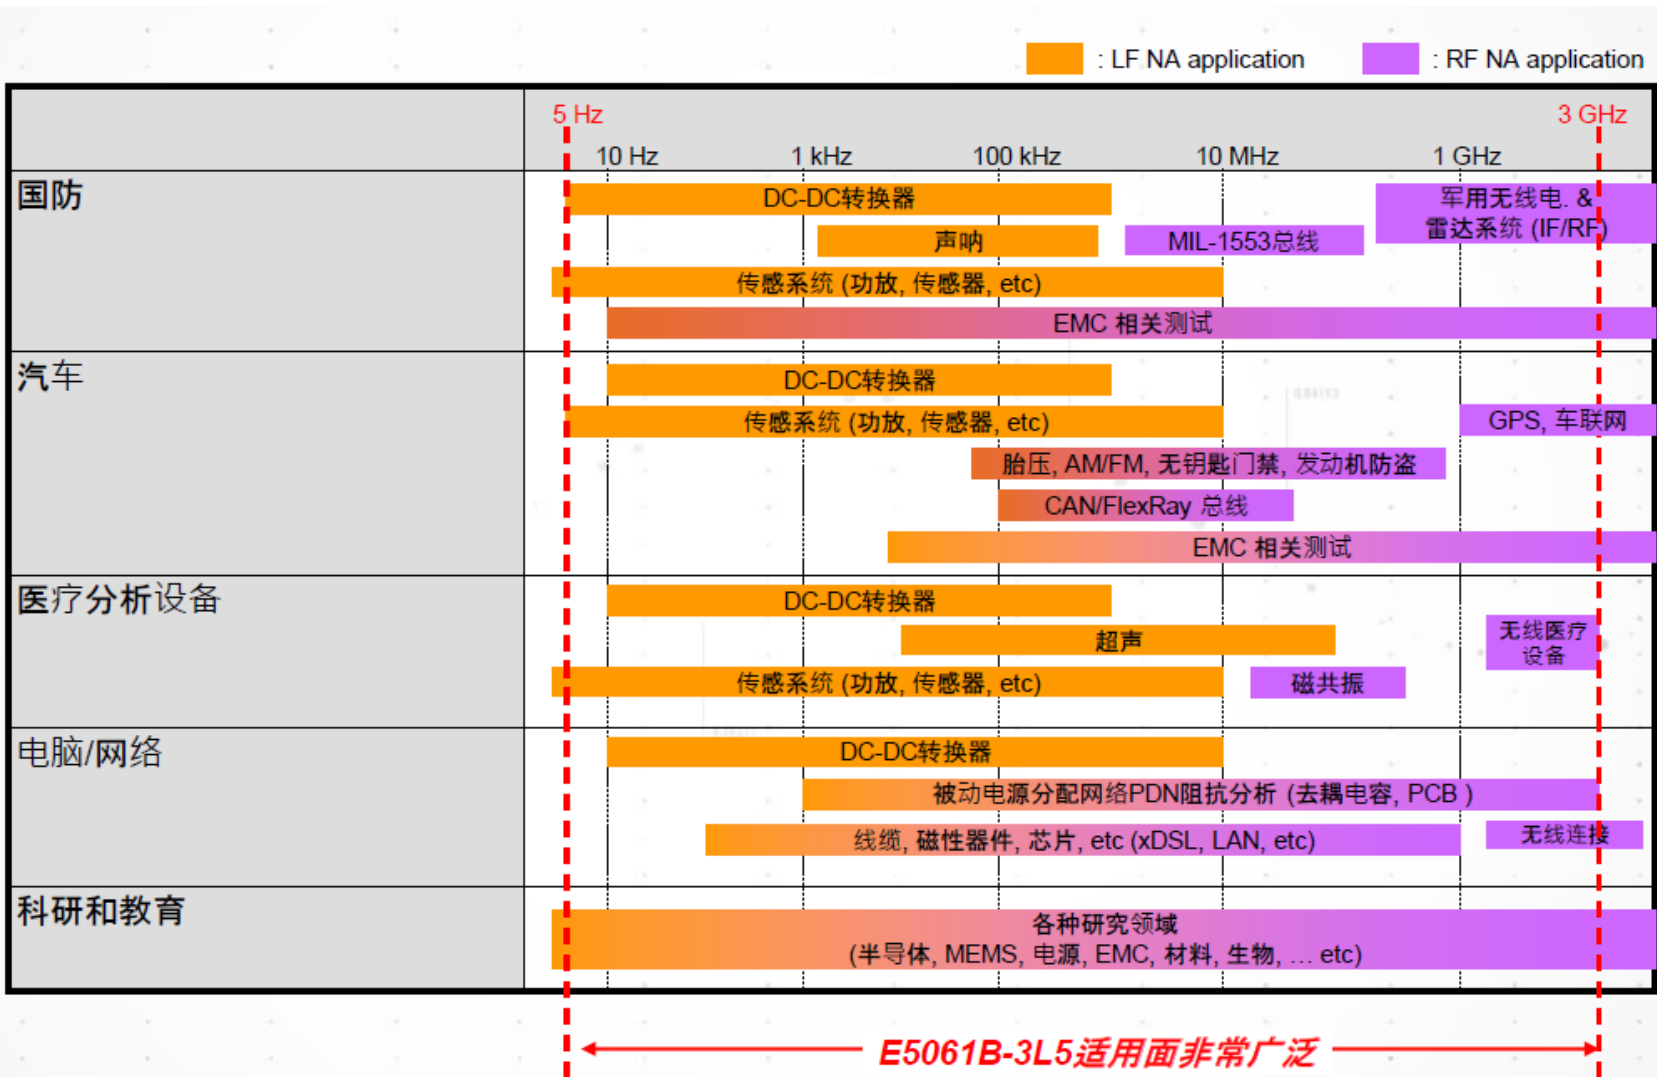 : LF NA application
: RF NA application
5 Hz
3 GHz
10 Hz
1 kHz
100 kHz
10 MHz
1 GHz
国防
DC-DC转换器
军用无线电. &
雷达系统 (IF/RF)
声呐
MIL-1553总线
传感系统 (功放, 传感器, etc)
EMC 相关测试
汽车
DC-DC转换器
传感系统 (功放, 传感器, etc)
GPS, 车联网
胎压, AM/FM, 无钥匙门禁, 发动机防盗
CAN/FlexRay 总线
EMC 相关测试
医疗分析设备
DC-DC转换器
超声
无线医疗
设备
传感系统 (功放, 传感器, etc)
磁共振
电脑/网络
DC-DC转换器
被动电源分配网络PDN阻抗分析 (去耦电容, PCB )
线缆, 磁性器件, 芯片, etc (xDSL, LAN, etc)
无线连接
科研和教育
各种研究领域
(半导体, MEMS, 电源, EMC, 材料, 生物, … etc)
E5061B-3L5适用面非常广泛